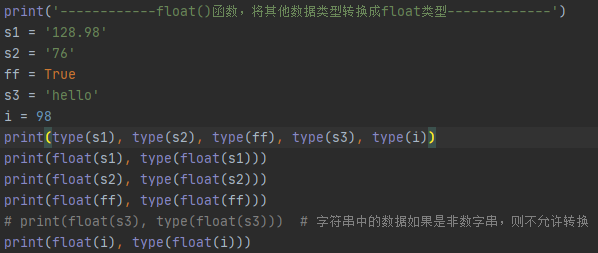 print('------------float()函数，将其他数据类型转换成float类型-------------')
s1 = '128.98'
s2 = '76'
ff = True
s3 = 'hello'
i = 98
print(type(s1), type(s2), type(ff), type(s3), type(i))
print(float(s1), type(float(s1)))
print(float(s2), type(float(s2)))
print(float(ff), type(float(ff)))
# print(float(s3), type(float(s3)))  # 字符串中的数据如果是非数字串，则不允许转换
print(float(i), type(float(i)))